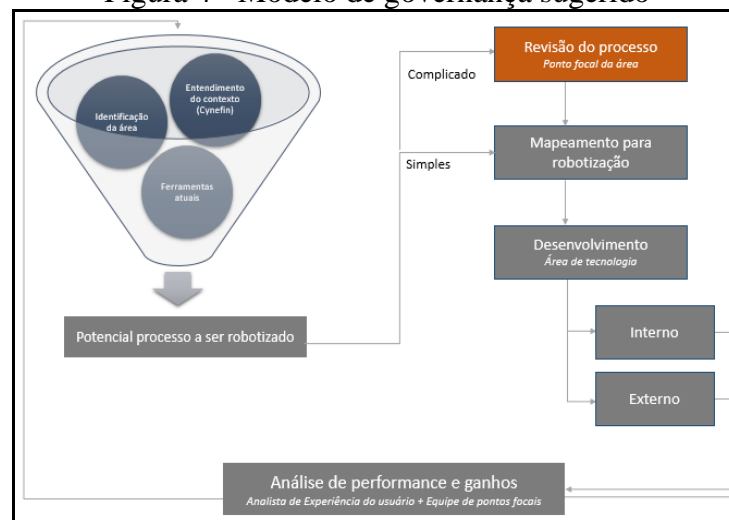 Figura 4 - Modelo de governança sugerido
Identificação
da área
Entendimento
do contexto
(Cynefin)
Ferramentas
atuais
Potencial processo a ser robotizado
Complicado
Simples
Revisão do processo
Ponto focal da área
Mapeamento para
robotização
Desenvolvimento
Área de tecnologia
Interno
Externo
Análise de performance e ganhos
Analista de Experiência do usuário + Equipe de pontos focais